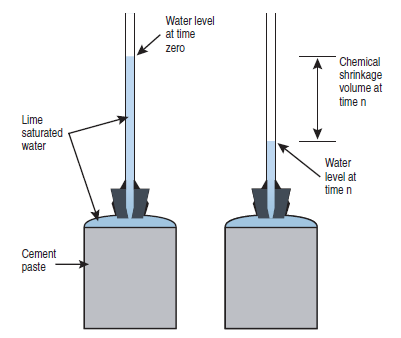 Water level
at time
zero
Lime
saturated
water
Cement
paste
Chemical
shrinkage
volume at
time n
Water
level at
time n